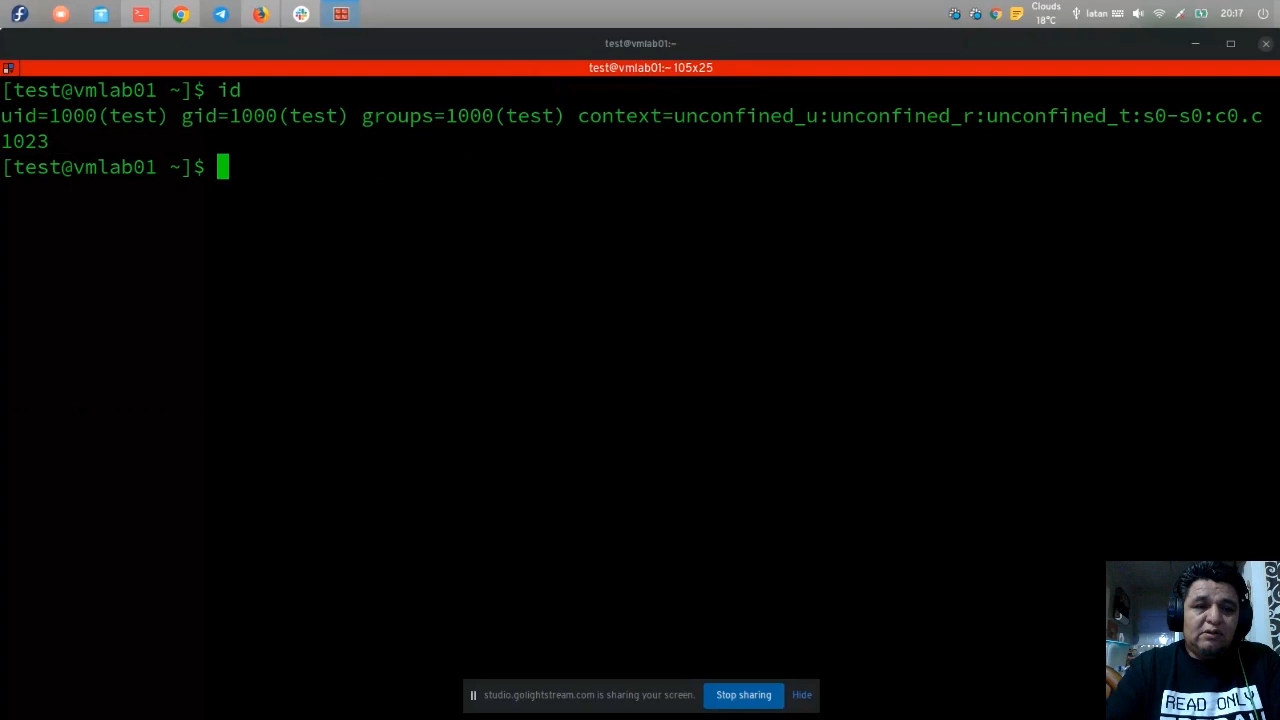 Clouds
18°C
latan
20:17
test@vmlab01:~
test@vmlab01:~ 105x25
[test@vmlab01 ~]$ id
uid=1000(test) gid=1000(test) groups=1000(test) context=unconfined_u:unconfined_r:unconfined_t:s0-s0:c0.c
1023
[test@vmlab01 ~]$
studio.golightstream.com is sharing your screen.
Stop sharing
Hide
READ ONLY